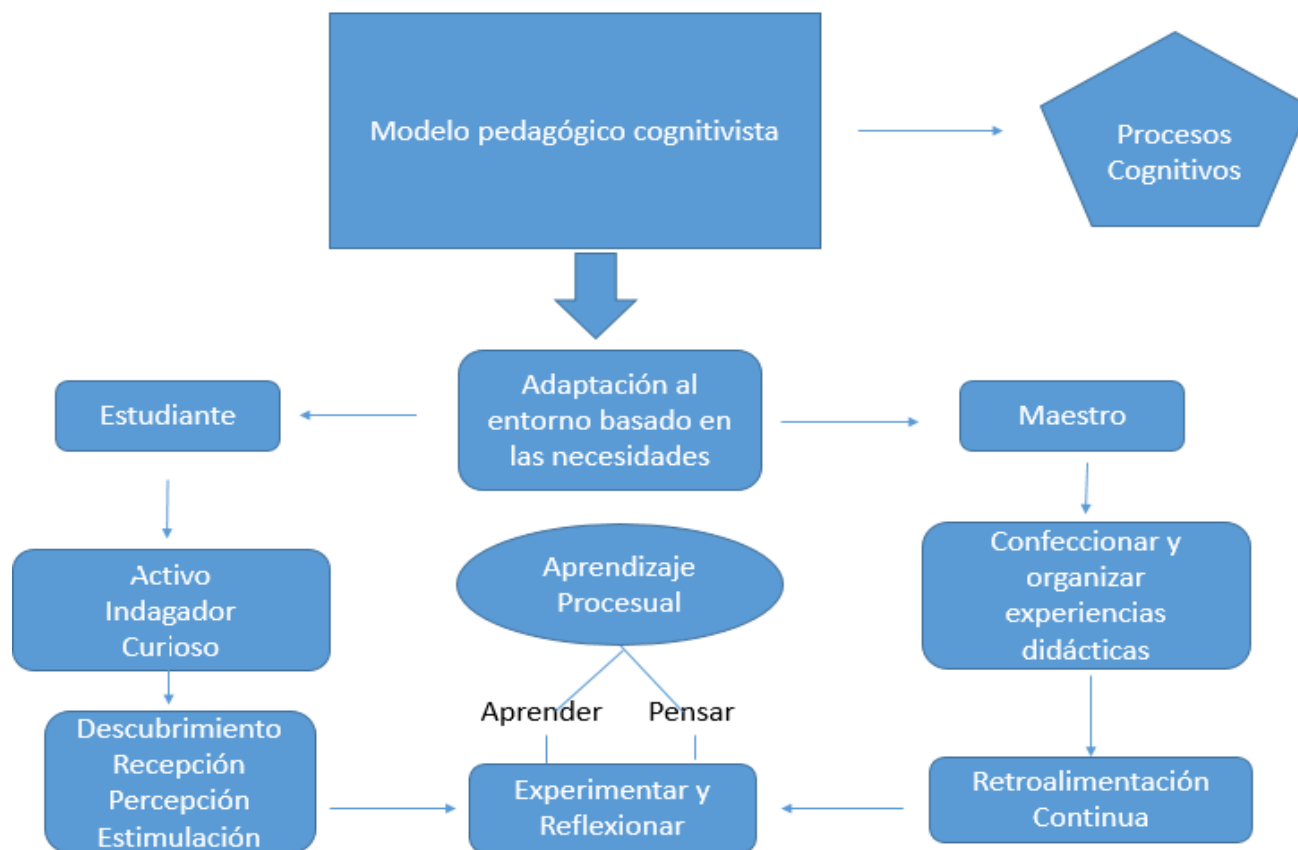 Modelo pedagógico cognitivista
Procesos
Cognitivos
Adaptación al
entorno basado en
las necesidades
Estudiante
Maestro
Activo
Indagador
Curioso
Aprendizaje
Procesual
Confeccionar y
organizar
experiencias
didácticas
Aprender
Pensar
Descubrimiento
Recepción
Percepción
Estimulación
Experimentar y
Reflexionar
Retroalimentación
Continua